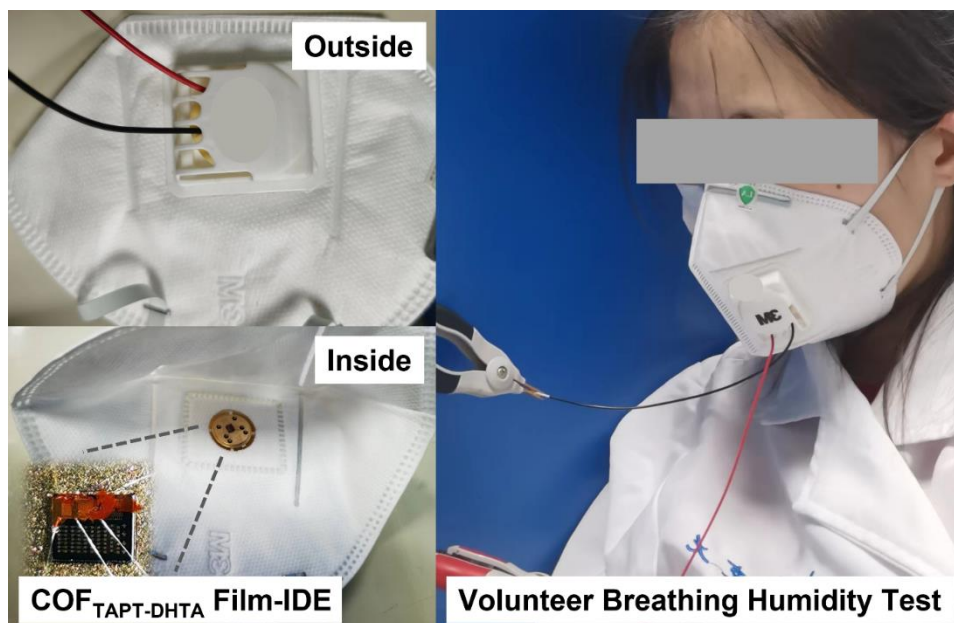 Outside
3M
Inside
3M
COFTAPT-DHTA Film-IDE
3M
Volunteer Breathing Humidity Test